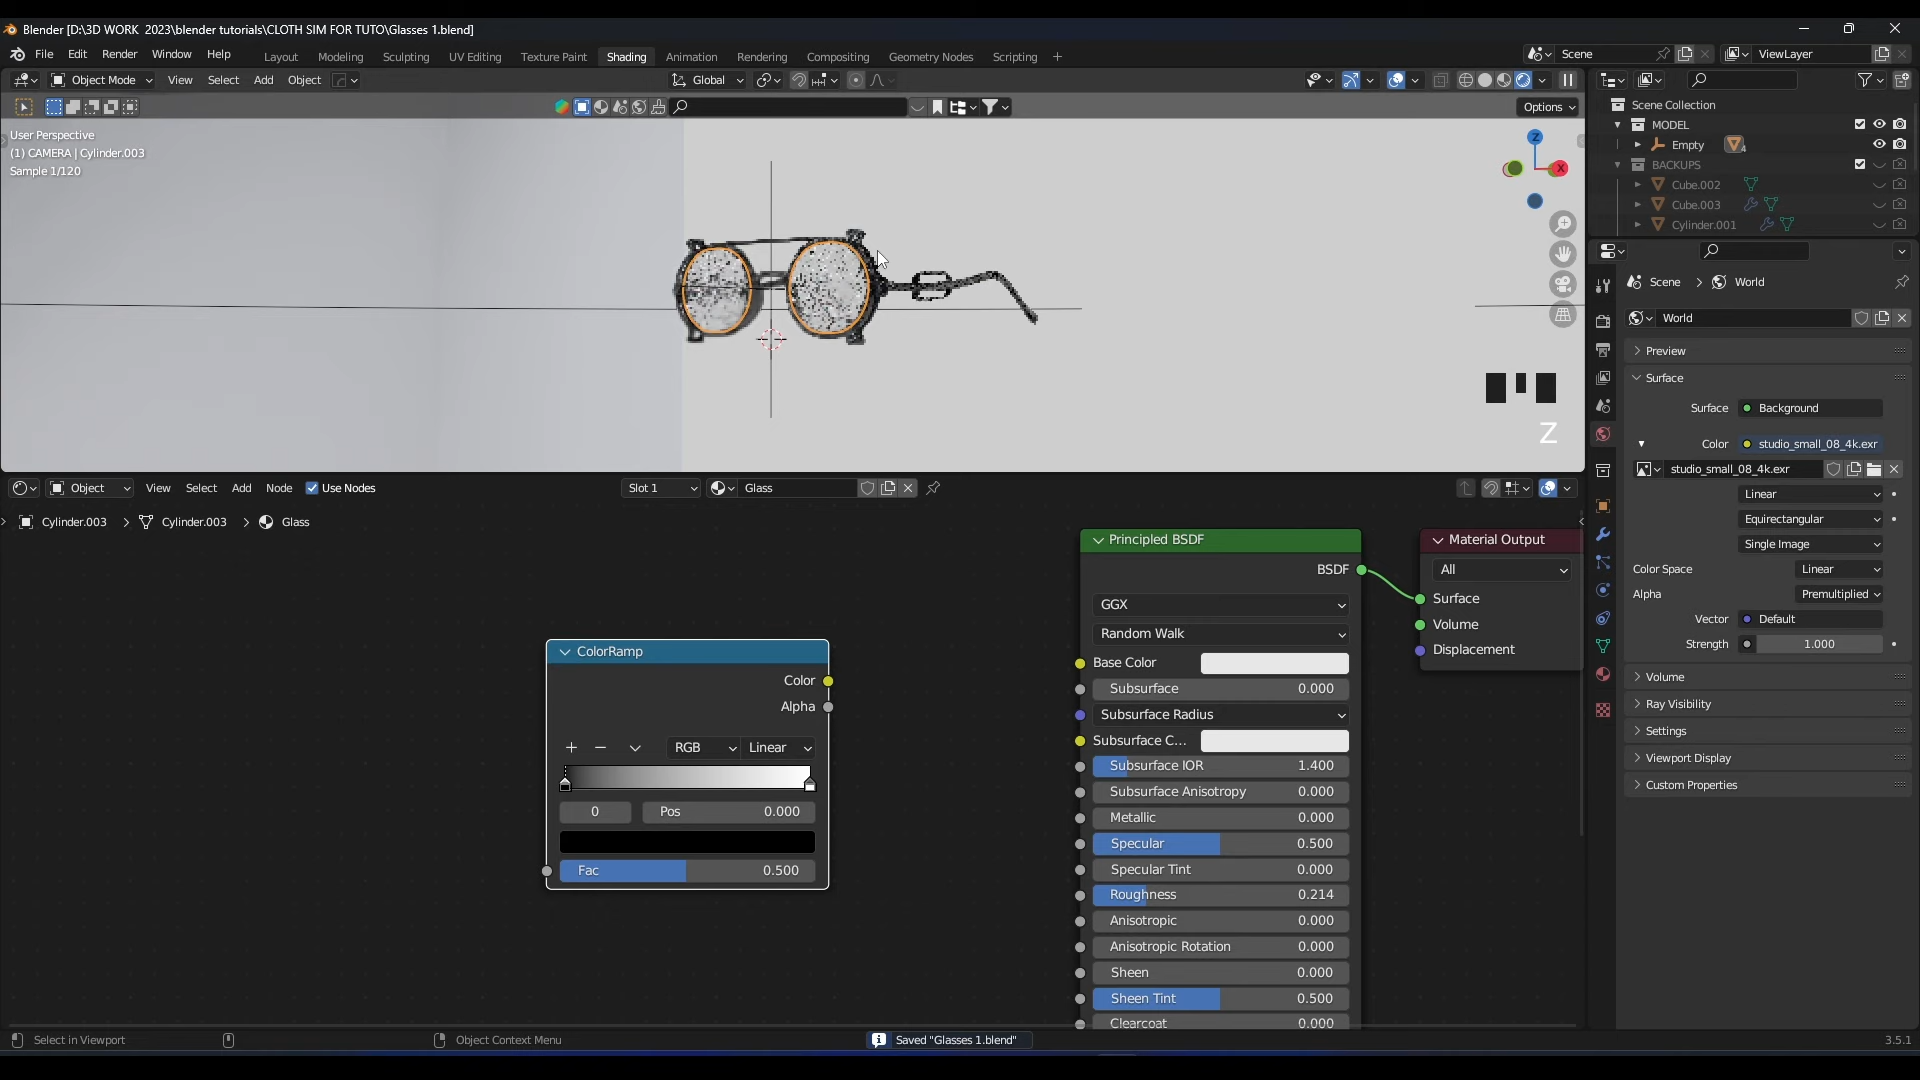 Blender [D:\3D WORK  2023\blender tutorials\CLOTH SIM FOR TUTO\Glasses 1.blend]
File Edit Render Window Help Layout Modeling Sculpting UV Editing Texture Paint Shading Animation Rendering Compositing Geometry Nodes Scripting + Scene ViewLayer
Object Mode View Select Add Object Global
Options
User Perspective
(1) CAMERA | Cylinder.003
Sample 1/120
Z
X
Z
Scene Collection
MODEL
Empty 4
BACKUPS
Cube.002
Cube.003
Cylinder.001
Scene > World
World
Preview
Surface
Surface Background
Color studio_small_08_4k.exr
studio_small_08_4k.exr
Linear
Equirectangular
Single Image
Color Space Linear
Alpha Premultiplied
Vector Default
Strength 1.000
Volume
Ray Visibility
Settings
Viewport Display
Custom Properties
Object View Select Add Node Use Nodes Slot 1 Glass
Cylinder.003 > Cylinder.003 > Glass
ColorRamp
Color
Alpha
+ − RGB Linear
0 Pos 0.000
Fac 0.500
Principled BSDF
BSDF
GGX
Random Walk
Base Color
Subsurface 0.000
Subsurface Radius
Subsurface C...
Subsurface IOR 1.400
Subsurface Anisotropy 0.000
Metallic 0.000
Specular 0.500
Specular Tint 0.000
Roughness 0.214
Anisotropic 0.000
Anisotropic Rotation 0.000
Sheen 0.000
Sheen Tint 0.500
Clearcoat 0.000
Material Output
All
Surface
Volume
Displacement
Select in Viewport Object Context Menu Saved "Glasses 1.blend" 3.5.1